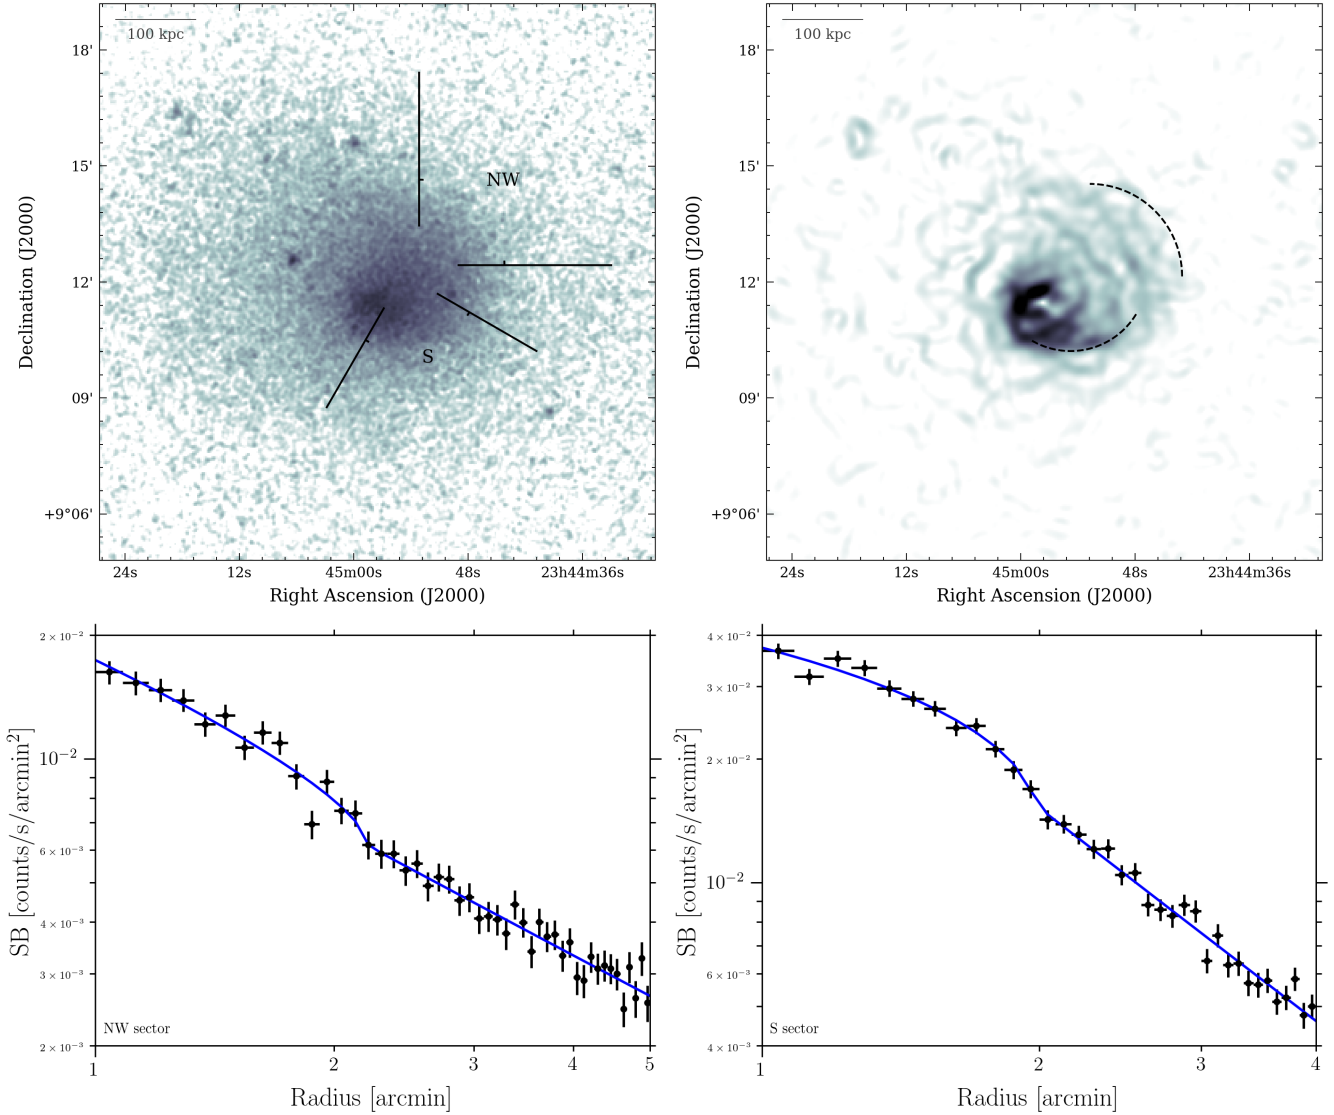 100 kpc
18'
15'
12'
09'
+9°06'
NW
S
24s 12s 45m00s 48s 23h44m36s
Right Ascension (J2000)
Declination (J2000)
100 kpc
18'
15'
12'
09'
+9°06'
24s 12s 45m00s 48s 23h44m36s
Right Ascension (J2000)
Declination (J2000)
2 × 10⁻²
10⁻²
6 × 10⁻³
4 × 10⁻³
3 × 10⁻³
2 × 10⁻³
SB [counts/s/arcmin²]
NW sector
1 2 3 4 5
Radius [arcmin]
4 × 10⁻²
3 × 10⁻²
2 × 10⁻²
10⁻²
6 × 10⁻³
4 × 10⁻³
SB [counts/s/arcmin²]
S sector
1 2 3 4
Radius [arcmin]